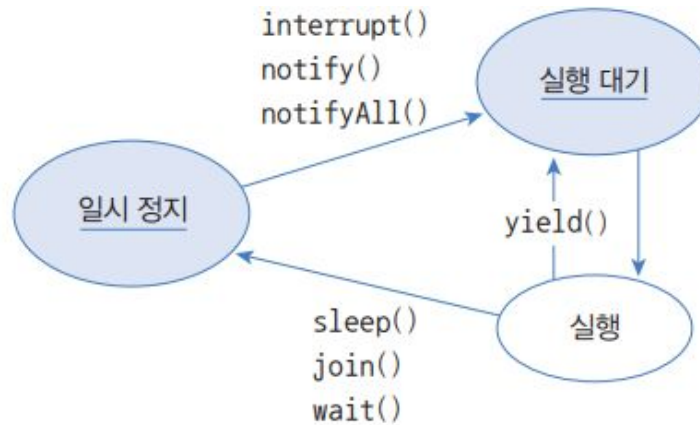 interrupt()
notify()
notifyAll()
실행 대기
일시 정지
yield()
실행
sleep()
join()
wait()